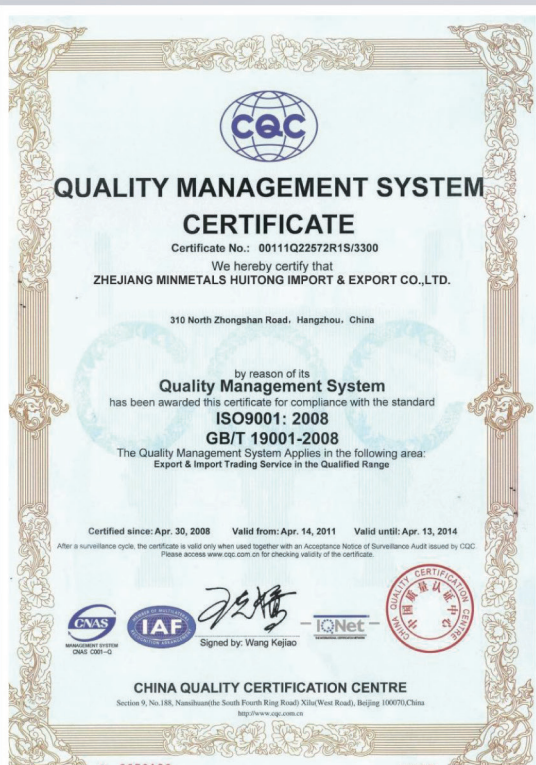 CQC
QUALITY MANAGEMENT SYSTEM
CERTIFICATE
Certificate No.: 00111Q22572R1S/3300
We hereby certify that
ZHEJIANG MINMETALS HUITONG IMPORT & EXPORT CO.,LTD.
310 North Zhongshan Road, Hangzhou, China
by reason of its
Quality Management System
has been awarded this certificate for compliance with the standard
ISO9001: 2008
GB/T 19001-2008
The Quality Management System Applies in the following area:
Export & Import Trading Service in the Qualified Range
Certified since: Apr. 30, 2008 Valid from: Apr. 14, 2011 Valid until: Apr. 13, 2014
After a surveillance cycle, the certificate is valid only when used together with an Acceptance Notice of Surveillance Audit issued by CQC
Please access www.cqc.com.cn for checking validity of the certificate.
CNAS
MANAGEMENT SYSTEM
CNAS C001-Q
IAF
Signed by: Wang Kejiao
IQNet
CHINA QUALITY CERTIFICATION CENTRE
中国质量认证中心
CHINA QUALITY CERTIFICATION CENTRE
Section 9, No.188, Nansihuan(the South Fourth Ring Road) Xilu(West Road), Beijing 100070,China
http://www.cqc.com.cn